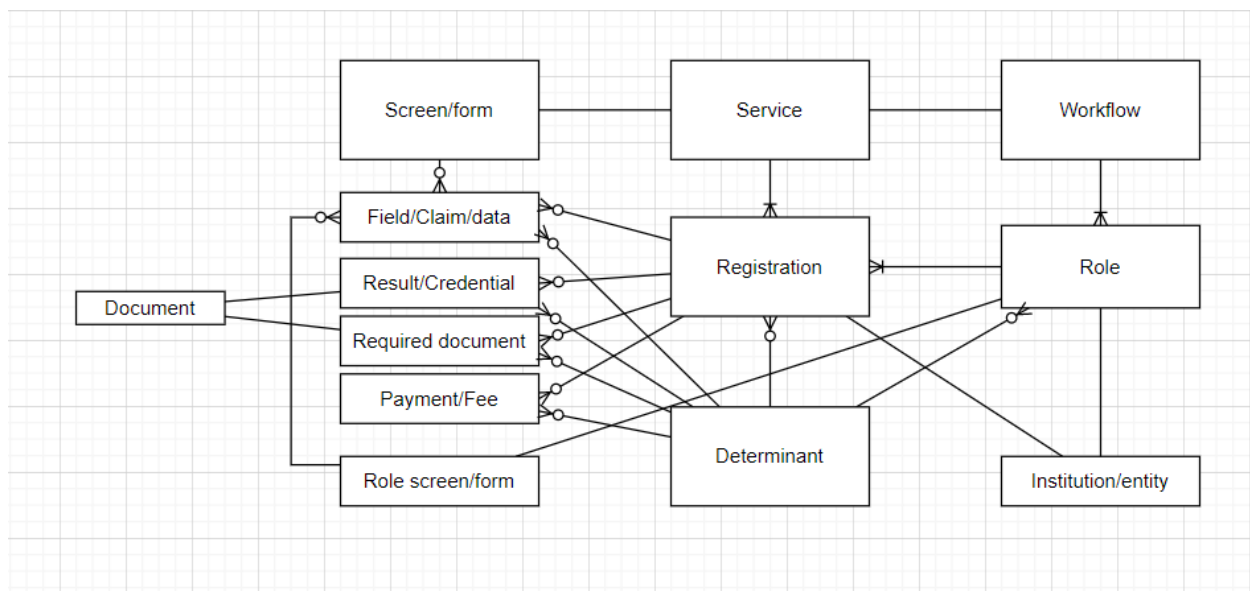 Screen/form
Service
Workflow
Field/Claim/data
Registration
Role
Result/Credential
Document
Required document
Payment/Fee
Determinant
Role screen/form
Institution/entity